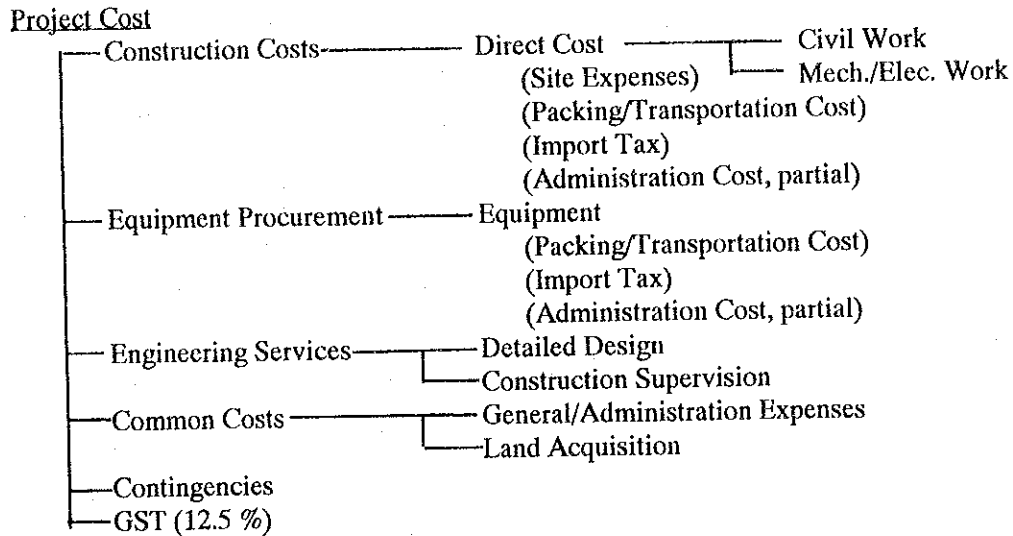 Project Cost
Construction Costs Direct Cost Civil Work
(Site Expenses) Mech./Elec. Work
(Packing/Transportation Cost)
(Import Tax)
(Administration Cost, partial)
Equipment Procurement Equipment
(Packing/Transportation Cost)
(Import Tax)
(Administration Cost, partial)
Engineering Services Detailed Design
Construction Supervision
Common Costs General/Administration Expenses
Land Acquisition
Contingencies
GST (12.5 %)